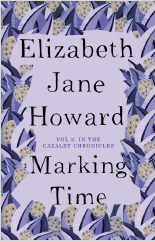 Elizabeth
Jane
Howard
VOL 2. IN THE
CAZALET CHRONICLES
Marking
Time